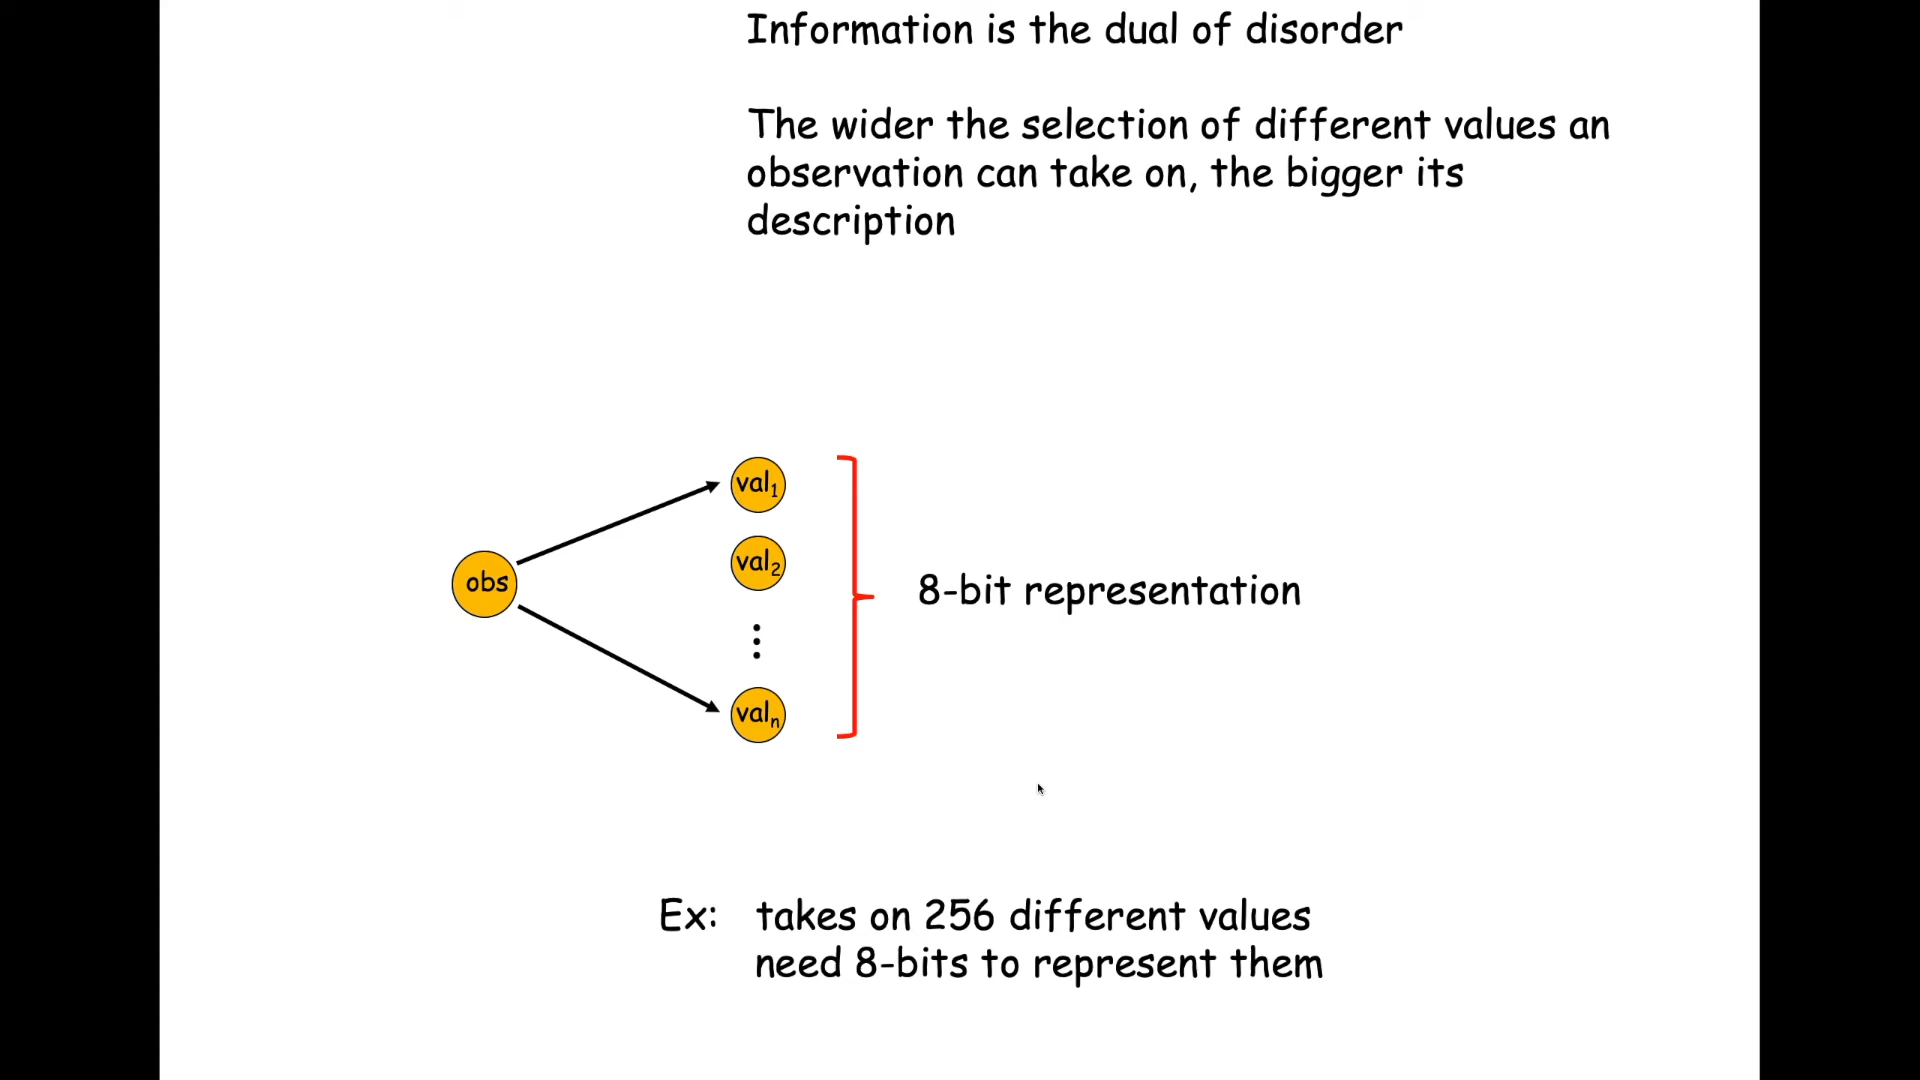 Information is the dual of disorder
The wider the selection of different values an
observation can take on, the bigger its
description
val1
val2
obs
8-bit representation
valn
Ex: takes on 256 different values
need 8-bits to represent them